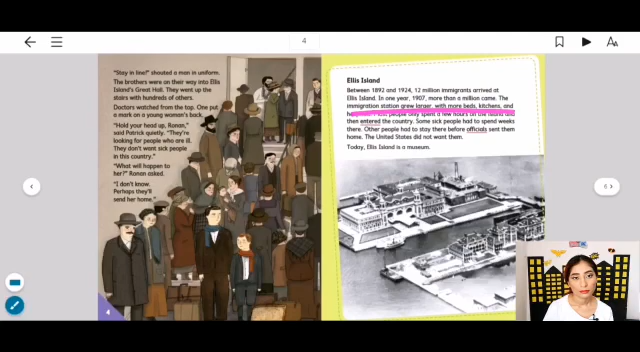 4
"Stay in line!" shouted a man in uniform.
The brothers were on their way into Ellis
Island's Great Hall. They went up the
stairs with hundreds of others.
Doctors watched from the top. One put
a mark on a young woman's back.
"Hold your head up, Ronan,"
said Patrick quietly. "They're
looking for people who are ill.
They don't want sick people
in this country."
"What will happen to
her?" Ronan asked.
"I don't know.
Perhaps they'll
send her home."
4
Ellis Island
Between 1892 and 1924, 12 million immigrants arrived at
Ellis Island. In one year, 1907, more than a million came. The
immigration station grew larger, with more beds, kitchens, and
people only spent a few hours on the island and
then entered the country. Some sick people had to spend weeks
there. Other people had to stay there before officials sent them
home. The United States did not want them.
Today, Ellis Island is a museum.